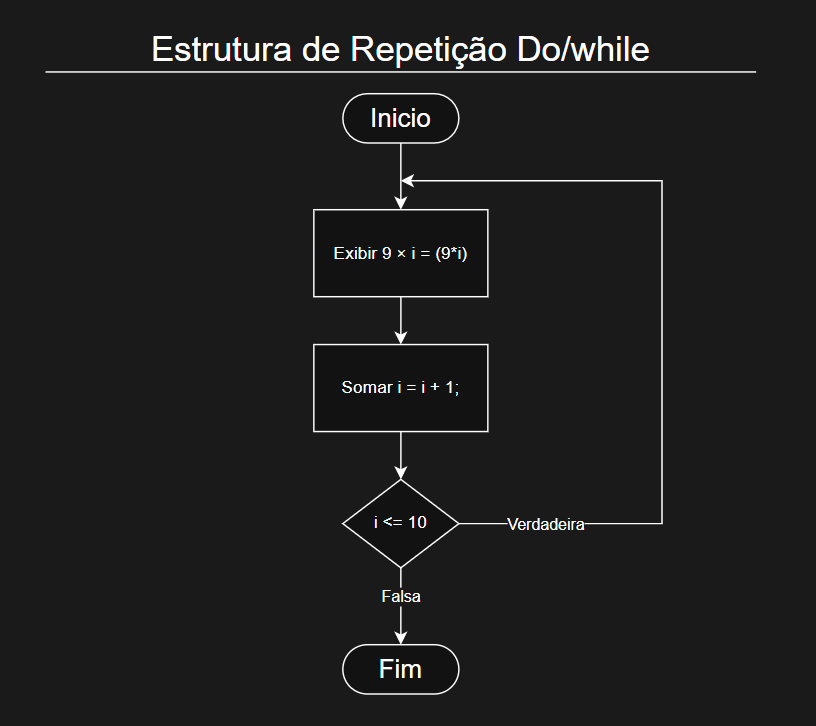 Estrutura de Repetição Do/while
Inicio
Exibir 9 × i = (9*i)
Somar i = i + 1;
i <= 10
Verdadeira
Falsa
Fim